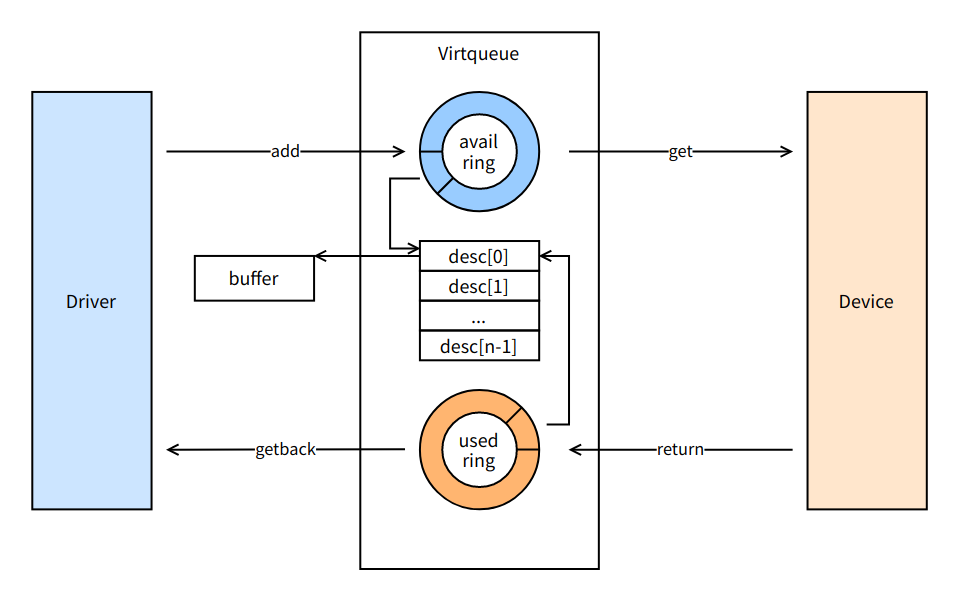 Virtqueue
avail
ring
add
get
desc[0]
buffer
desc[1]
Driver
Device
...
desc[n-1]
used
ring
getback
return